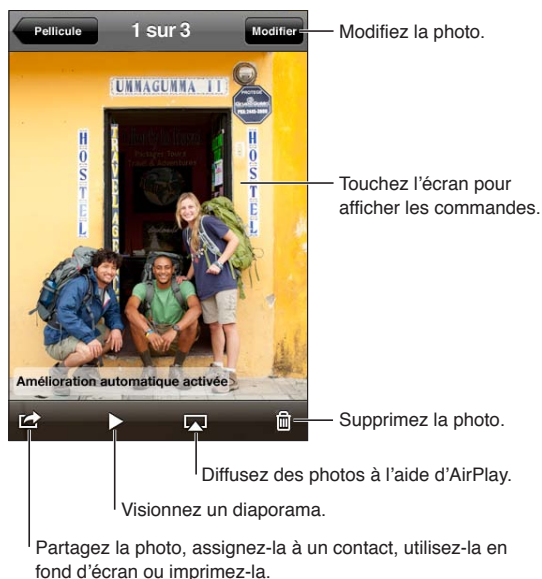 Pellicule
1 sur 3
Modifier
Modifiez la photo.
UMMAGUMMA II
PROTEGE
HOSTEL
TRAVEL AGE
HOSTEL
Touchez l'écran pour
afficher les commandes.
Amélioration automatique activée
Supprimez la photo.
Diffusez des photos à l'aide d'AirPlay.
Visionnez un diaporama.
Partagez la photo, assignez-la à un contact, utilisez-la en
fond d'écran ou imprimez-la.